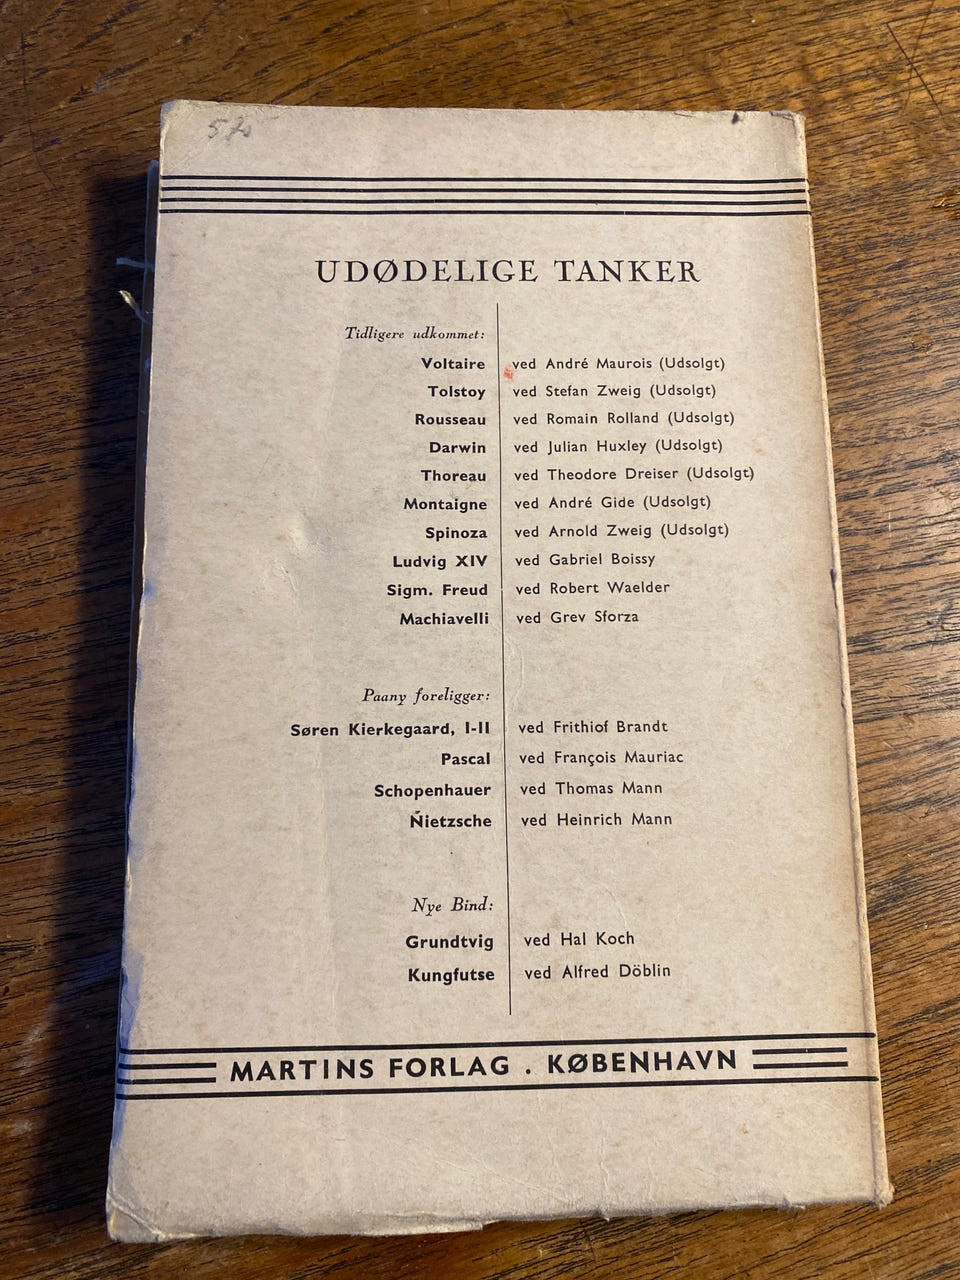 UDØDELIGE TANKER
Tidligere udkommet:
Voltaire ved André Maurois (Udsolgt)
Tolstoy ved Stefan Zweig (Udsolgt)
Rousseau ved Romain Rolland (Udsolgt)
Darwin ved Julian Huxley (Udsolgt)
Thoreau ved Theodore Dreiser (Udsolgt)
Montaigne ved André Gide (Udsolgt)
Spinoza ved Arnold Zweig (Udsolgt)
Ludvig XIV ved Gabriel Boissy
Sigm. Freud ved Robert Waelder
Machiavelli ved Grev Sforza
Paany foreligger:
Søren Kierkegaard, I-II ved Frithiof Brandt
Pascal ved François Mauriac
Schopenhauer ved Thomas Mann
Nietzsche ved Heinrich Mann
Nye Bind:
Grundtvig ved Hal Koch
Kungfutse ved Alfred Döblin
MARTINS FORLAG . KØBENHAVN